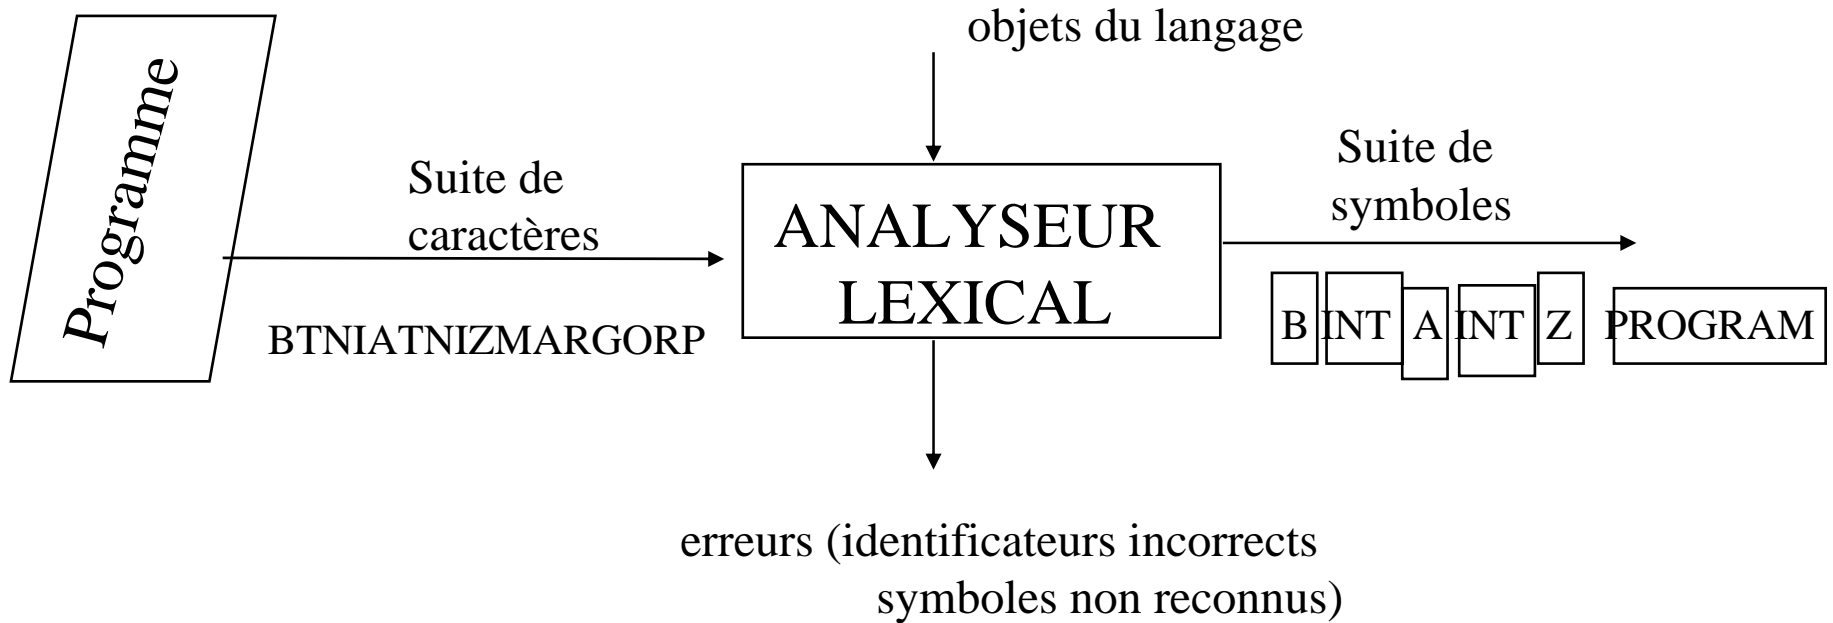 objets du langage
Programme
Suite de
caractères
BTNIATNIZMARGORP
ANALYSEUR
LEXICAL
Suite de
symboles
B INT A INT Z PROGRAM
erreurs (identificateurs incorrects
symboles non reconnus)